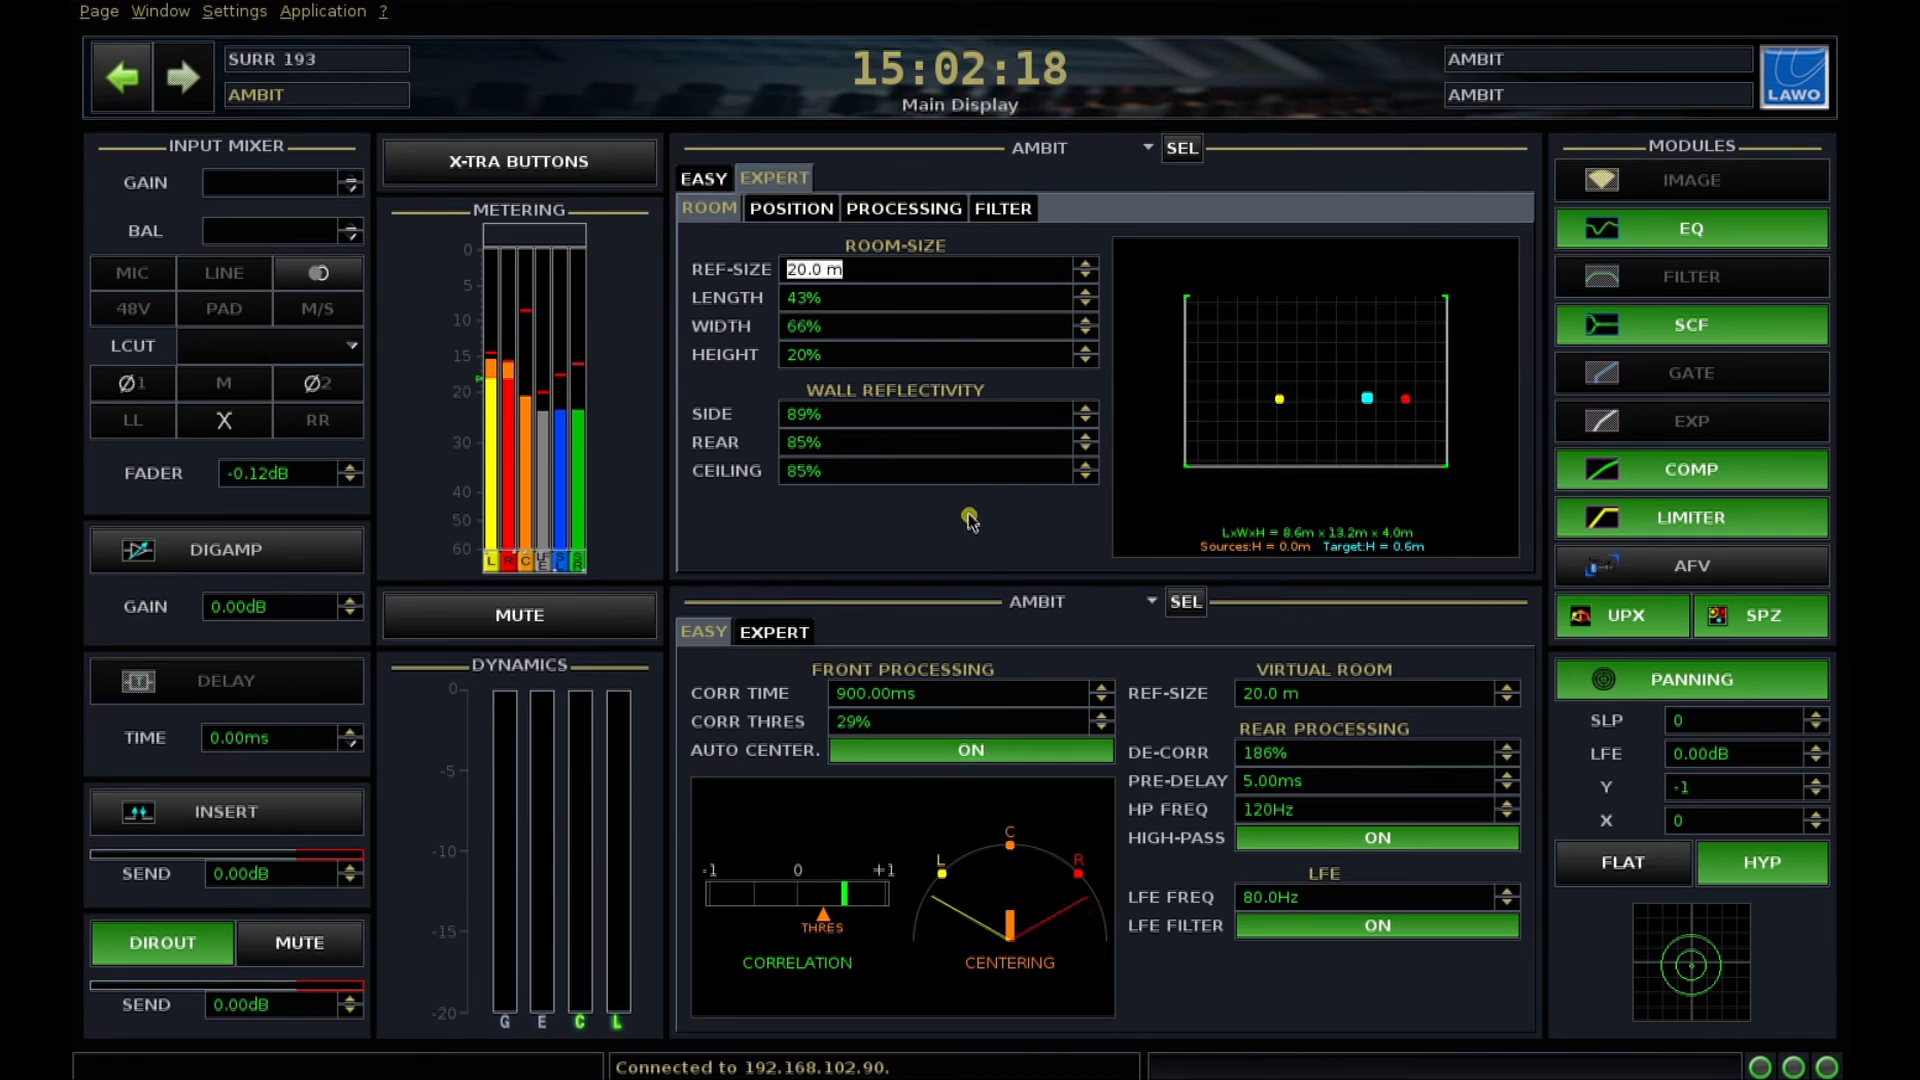 Page Window Settings Application ?
SURR 193
AMBIT
15:02:18
Main Display
AMBIT
AMBIT
LAWO
INPUT MIXER
GAIN
BAL
MIC LINE
48V PAD M/S
LCUT
Ø1 M Ø2
LL X RR
FADER -0.12dB
DIGAMP
GAIN 0.00dB
DELAY
TIME 0.00ms
INSERT
SEND 0.00dB
DIROUT MUTE
SEND 0.00dB
X-TRA BUTTONS
METERING
0
5
10
15
20
30
40
50
60
L R C LFE SL SR
MUTE
DYNAMICS
0
-5
-10
-15
-20
G E C L
AMBIT SEL
EASY EXPERT
ROOM POSITION PROCESSING FILTER
ROOM-SIZE
REF-SIZE 20.0 m
LENGTH 43%
WIDTH 66%
HEIGHT 20%
WALL REFLECTIVITY
SIDE 89%
REAR 85%
CEILING 85%
LxWxH = 8.6m x 13.2m x 4.0m
Sources:H = 0.0m Target:H = 0.6m
AMBIT SEL
EASY EXPERT
FRONT PROCESSING
CORR TIME 900.00ms
CORR THRES 29%
AUTO CENTER. ON
-1 0 +1
THRES
CORRELATION
L C R
CENTERING
VIRTUAL ROOM
REF-SIZE 20.0 m
REAR PROCESSING
DE-CORR 186%
PRE-DELAY 5.00ms
HP FREQ 120Hz
HIGH-PASS ON
LFE
LFE FREQ 80.0Hz
LFE FILTER ON
MODULES
IMAGE
EQ
FILTER
SCF
GATE
EXP
COMP
LIMITER
AFV
UPX SPZ
PANNING
SLP 0
LFE 0.00dB
Y -1
X 0
FLAT HYP
Connected to 192.168.102.90.